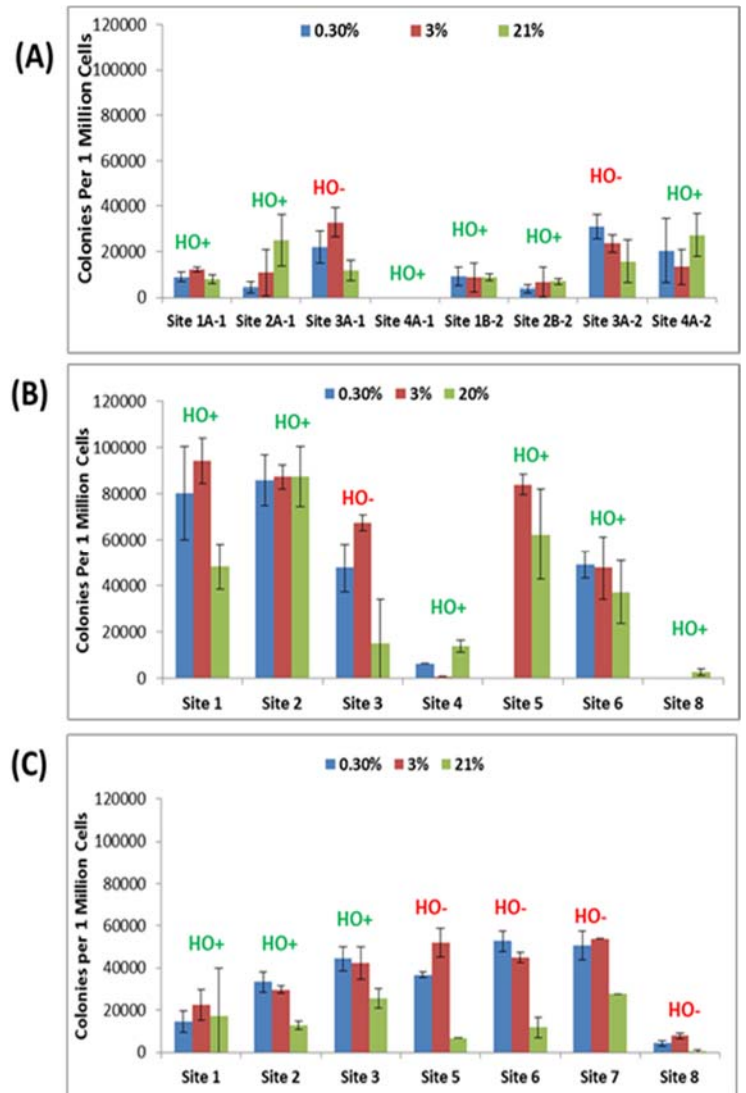 (A)
0.30% 3% 21%
Colonies Per 1 Million Cells
120000
100000
80000
60000
40000
20000
0
HO+
HO+
HO-
HO+
HO+
HO+
HO-
HO+
Site 1A-1 Site 2A-1 Site 3A-1 Site 4A-1 Site 1B-2 Site 2B-2 Site 3A-2 Site 4A-2
(B)
0.30% 3% 20%
Colonies Per 1 Million Cells
120000
100000
80000
60000
40000
20000
0
HO+
HO+
HO-
HO+
HO+
HO+
HO+
Site 1 Site 2 Site 3 Site 4 Site 5 Site 6 Site 8
(C)
0.30% 3% 21%
Colonies per 1 Million Cells
120000
100000
80000
60000
40000
20000
0
HO+
HO+
HO+
HO-
HO-
HO-
HO-
Site 1 Site 2 Site 3 Site 5 Site 6 Site 7 Site 8